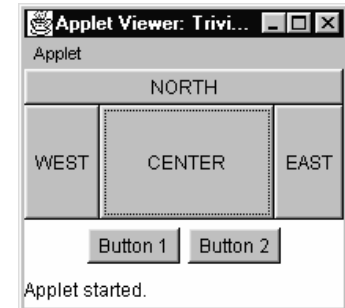 Applet Viewer: Trivi...
Applet
NORTH
WEST CENTER EAST
Button 1 Button 2
Applet started.